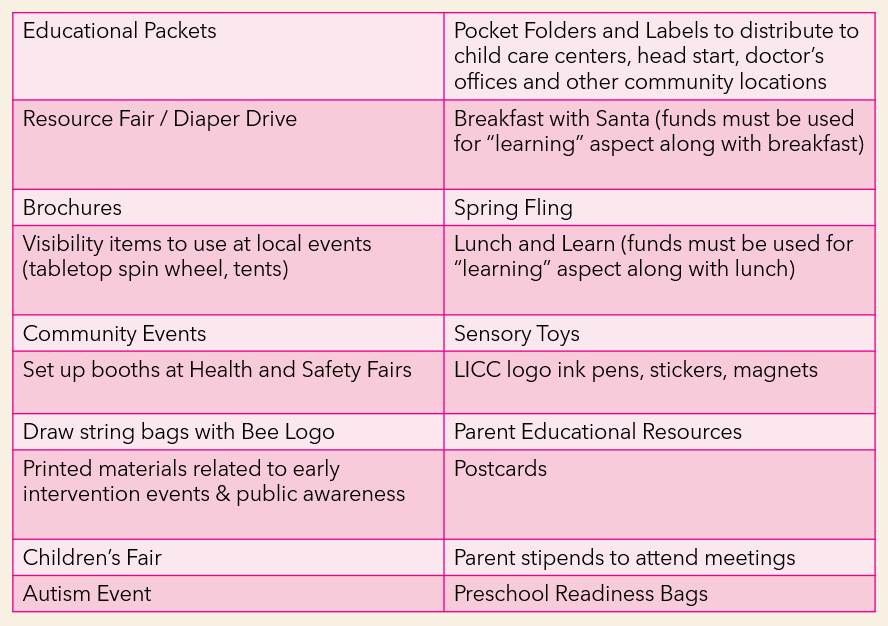 Educational Packets
Pocket Folders and Labels to distribute to
child care centers, head start, doctor’s
offices and other community locations
Resource Fair / Diaper Drive
Breakfast with Santa (funds must be used
for “learning” aspect along with breakfast)
Brochures
Spring Fling
Visibility items to use at local events
(tabletop spin wheel, tents)
Lunch and Learn (funds must be used for
“learning” aspect along with lunch)
Community Events
Sensory Toys
Set up booths at Health and Safety Fairs
LICC logo ink pens, stickers, magnets
Draw string bags with Bee Logo
Parent Educational Resources
Printed materials related to early
intervention events & public awareness
Postcards
Children’s Fair
Parent stipends to attend meetings
Autism Event
Preschool Readiness Bags